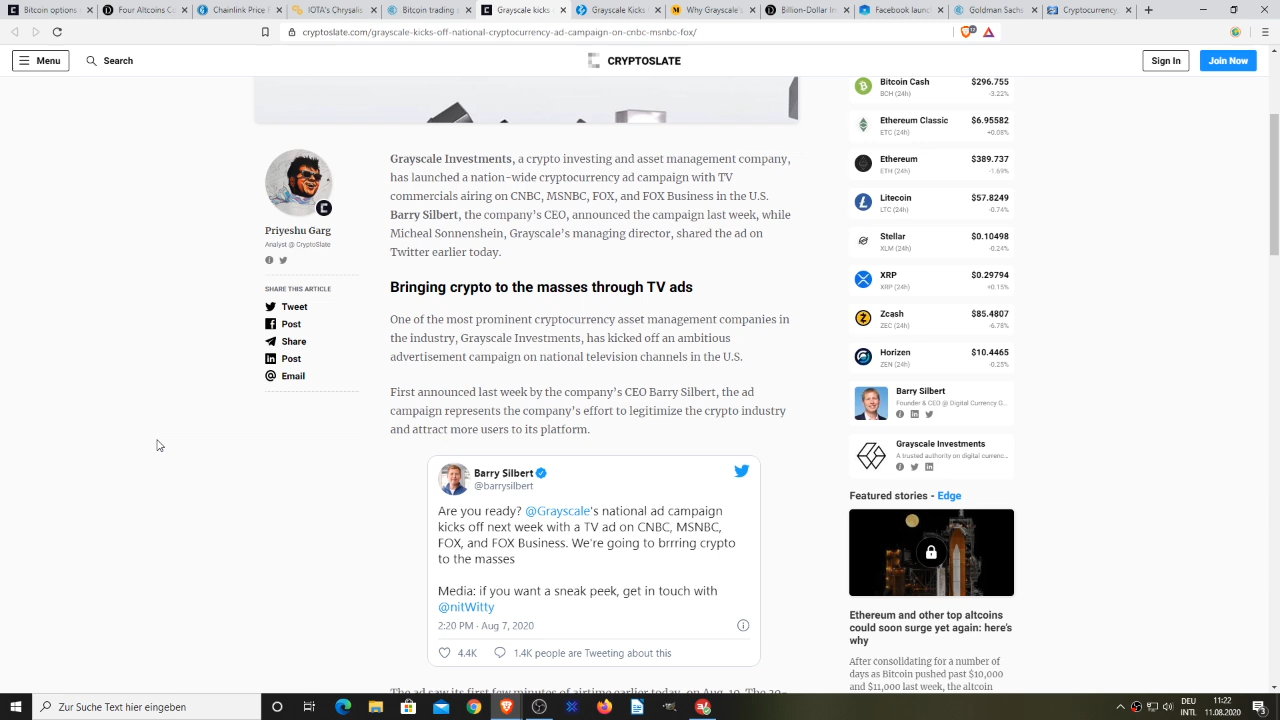 Bitcoin Options
Four Altcoins C
Chainlink Price
IOTA's Chrysali
Bitcoin Trading
Grayscale kicks
Why Grayscale'
Billion-Dollar In
Cryptocurrency
cryptoslate.com/grayscale-kicks-off-national-cryptocurrency-ad-campaign-on-cnbc-msnbc-fox/
Menu
Search
CRYPTOSLATE
Sign In
Join Now
Priyeshu Garg
Analyst @ CryptoSlate
SHARE THIS ARTICLE
Tweet
Post
Share
Post
Email
Grayscale Investments, a crypto investing and asset management company,
has launched a nation-wide cryptocurrency ad campaign with TV
commercials airing on CNBC, MSNBC, FOX, and FOX Business in the U.S.
Barry Silbert, the company's CEO, announced the campaign last week, while
Micheal Sonnenshein, Grayscale's managing director, shared the ad on
Twitter earlier today.
Bringing crypto to the masses through TV ads
One of the most prominent cryptocurrency asset management companies in
the industry, Grayscale Investments, has kicked off an ambitious
advertisement campaign on national television channels in the U.S.
First announced last week by the company's CEO Barry Silbert, the ad
campaign represents the company's effort to legitimize the crypto industry
and attract more users to its platform.
Barry Silbert
@barrysilbert
Are you ready? @Grayscale's national ad campaign
kicks off next week with a TV ad on CNBC, MSNBC,
FOX, and FOX Business. We're going to brrring crypto
to the masses
Media: if you want a sneak peek, get in touch with
@nitWitty
2:20 PM · Aug 7, 2020
4.4K
1.4K people are Tweeting about this
Bitcoin Cash $296.755
BCH (24h) -3.22%
Ethereum Classic $6.95582
ETC (24h) +0.08%
Ethereum $389.737
ETH (24h) -1.69%
Litecoin $57.8249
LTC (24h) -0.74%
Stellar $0.10498
XLM (24h) -0.24%
XRP $0.29794
XRP (24h) +0.15%
Zcash $85.4807
ZEC (24h) -6.78%
Horizen $10.4465
ZEN (24h) -0.25%
Barry Silbert
Founder & CEO @ Digital Currency G...
Grayscale Investments
A trusted authority on digital currenc...
Featured stories - Edge
Ethereum and other top altcoins
could soon surge yet again: here's
why
After consolidating for a number of
days as Bitcoin pushed past $10,000
and $11,000 last week, the altcoin
Zur Suche Text hier eingeben
DEU
INTL
11:22
11.08.2020